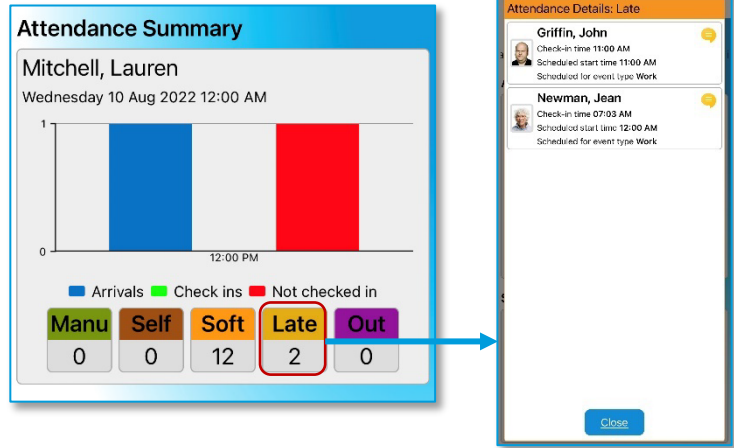 Attendance Summary
Mitchell, Lauren
Wednesday 10 Aug 2022 12:00 AM
1
0
12:00 PM
Arrivals Check ins Not checked in
Manu Self Soft Late Out
0 0 12 2 0
Attendance Details: Late
Griffin, John
Check-in time 11:00 AM
Scheduled start time 11:00 AM
Scheduled for event type Work
Newman, Jean
Check-in time 07:03 AM
Scheduled start time 12:00 AM
Scheduled for event type Work
Close